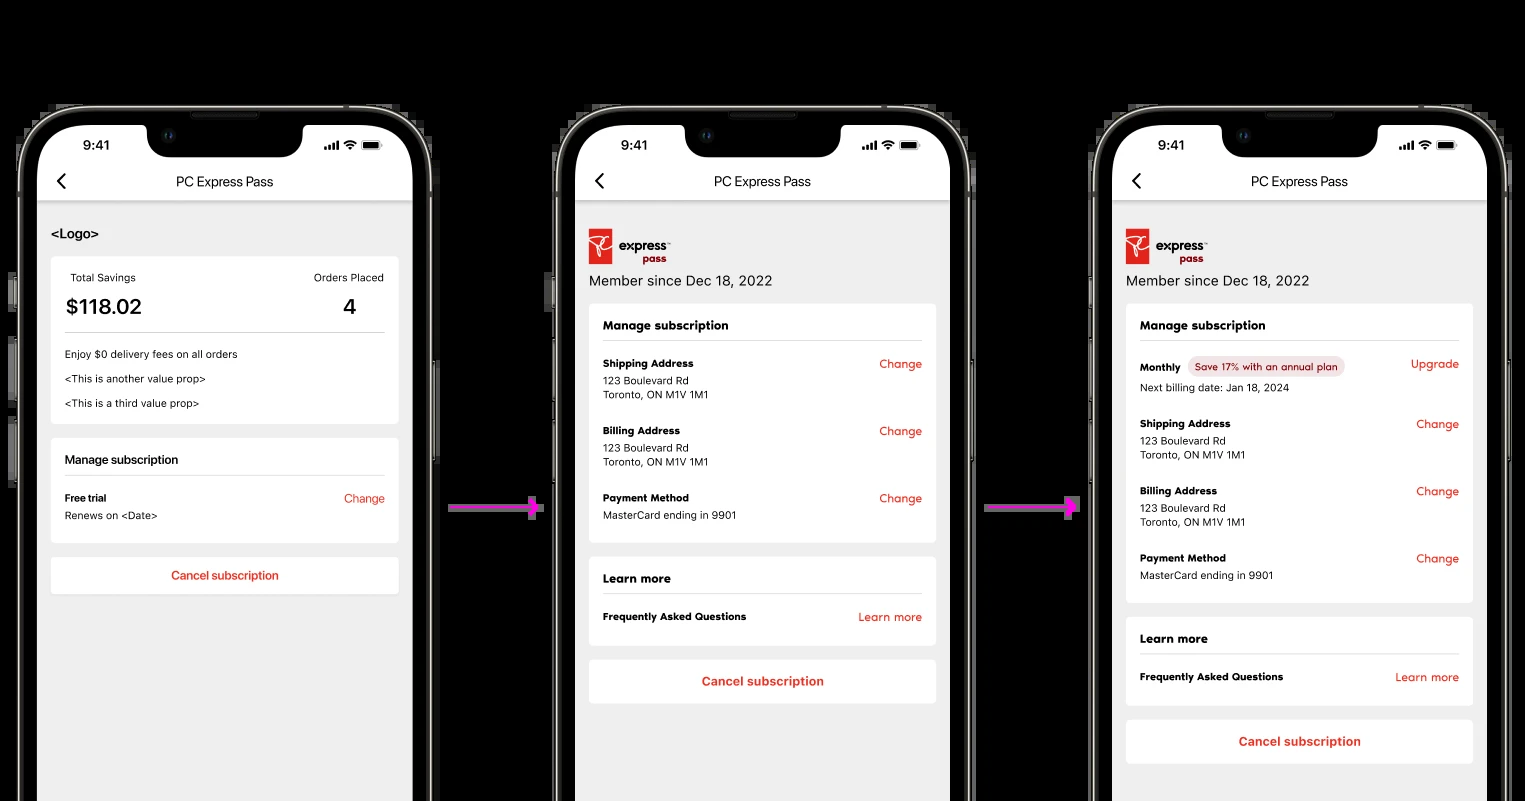 9:41
PC Express Pass
<Logo>
Total Savings
Orders Placed
$118.02
4
Enjoy $0 delivery fees on all orders
<This is another value prop>
<This is a third value prop>
Manage subscription
Free trial
Change
Renews on <Date>
Cancel subscription
9:41
PC Express Pass
express™
pass
Member since Dec 18, 2022
Manage subscription
Shipping Address
Change
123 Boulevard Rd
Toronto, ON M1V 1M1
Billing Address
Change
123 Boulevard Rd
Toronto, ON M1V 1M1
Payment Method
Change
MasterCard ending in 9901
Learn more
Frequently Asked Questions
Learn more
Cancel subscription
9:41
PC Express Pass
express™
pass
Member since Dec 18, 2022
Manage subscription
Monthly
Save 17% with an annual plan
Upgrade
Next billing date: Jan 18, 2024
Shipping Address
Change
123 Boulevard Rd
Toronto, ON M1V 1M1
Billing Address
Change
123 Boulevard Rd
Toronto, ON M1V 1M1
Payment Method
Change
MasterCard ending in 9901
Learn more
Frequently Asked Questions
Learn more
Cancel subscription